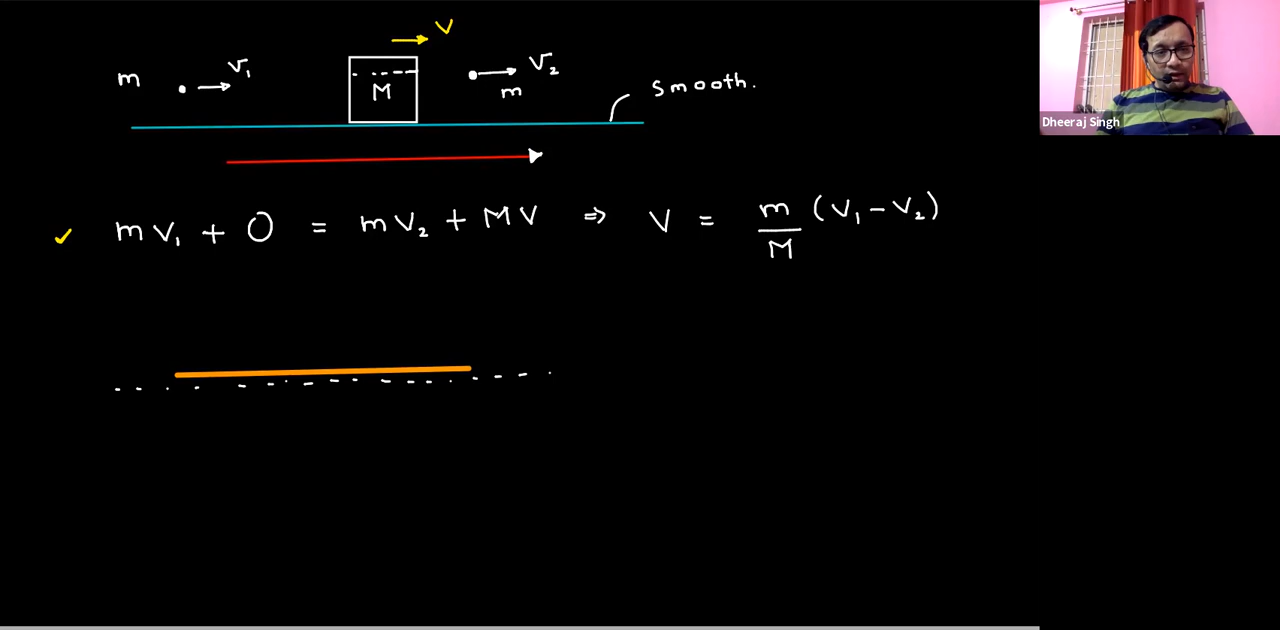 V
m V₁ M V₂ m smooth.
Dheeraj Singh
✓ mV₁ + 0 = mV₂ + MV ⇒ V = m/M (V₁ - V₂)